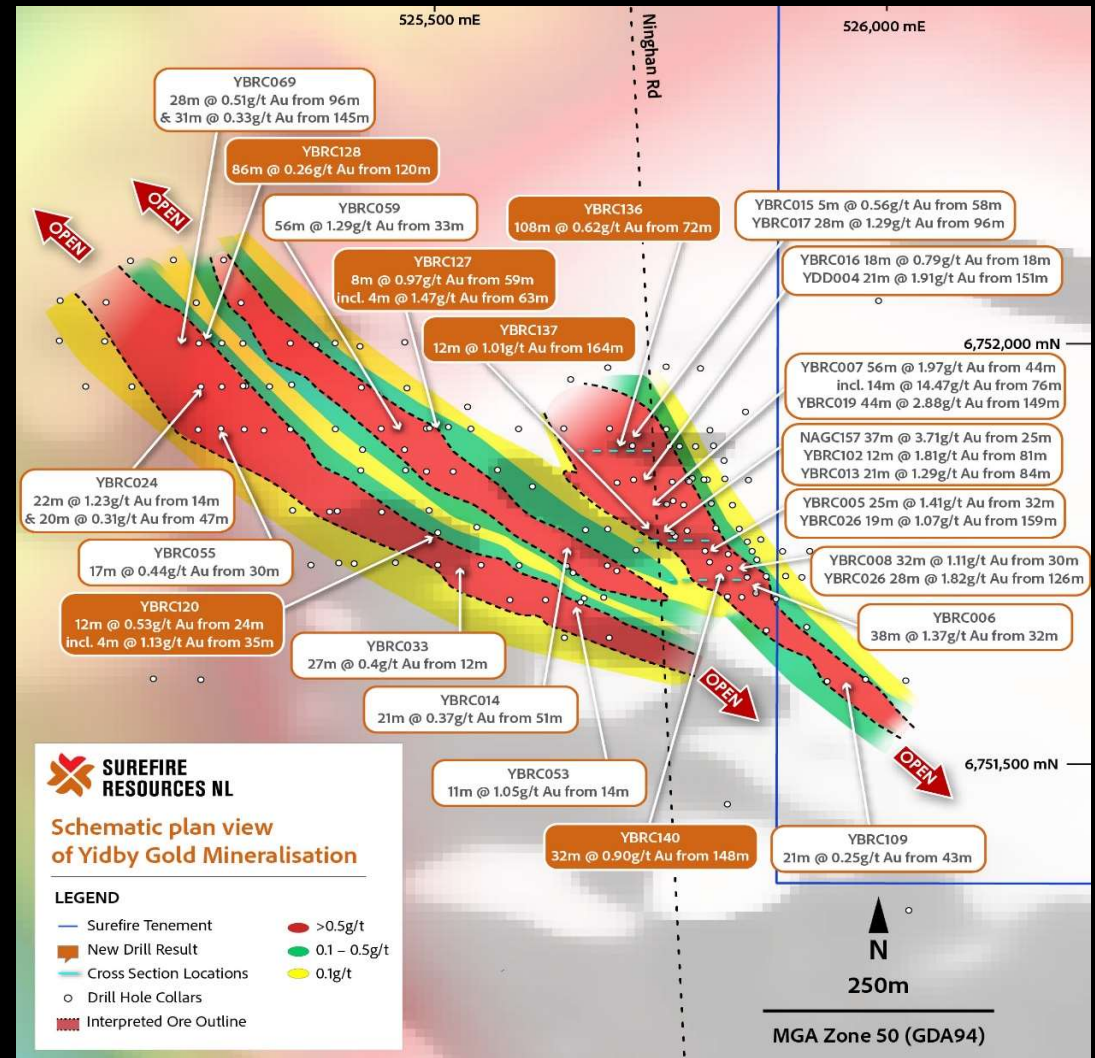 525,500 mE
526,000 mE
Ninghan Rd
YBRC069
28m @ 0.51g/t Au from 96m
& 31m @ 0.33g/t Au from 145m
YBRC128
86m @ 0.26g/t Au from 120m
YBRC059
56m @ 1.29g/t Au from 33m
YBRC136
108m @ 0.62g/t Au from 72m
YBRC015 5m @ 0.56g/t Au from 58m
YBRC017 28m @ 1.29g/t Au from 96m
OPEN
OPEN
YBRC127
8m @ 0.97g/t Au from 59m
incl. 4m @ 1.47g/t Au from 63m
YBRC016 18m @ 0.79g/t Au from 18m
YDD004 21m @ 1.91g/t Au from 151m
YBRC137
12m @ 1.01g/t Au from 164m
6,752,000 mN
YBRC007 56m @ 1.97g/t Au from 44m
incl. 14m @ 14.47g/t Au from 76m
YBRC019 44m @ 2.88g/t Au from 149m
NAGC157 37m @ 3.71g/t Au from 25m
YBRC102 12m @ 1.81g/t Au from 81m
YBRC013 21m @ 1.29g/t Au from 84m
YBRC024
22m @ 1.23g/t Au from 14m
& 20m @ 0.31g/t Au from 47m
YBRC005 25m @ 1.41g/t Au from 32m
YBRC026 19m @ 1.07g/t Au from 159m
YBRC055
17m @ 0.44g/t Au from 30m
YBRC008 32m @ 1.11g/t Au from 30m
YBRC026 28m @ 1.82g/t Au from 126m
YBRC120
12m @ 0.53g/t Au from 24m
incl. 4m @ 1.13g/t Au from 35m
YBRC006
38m @ 1.37g/t Au from 32m
YBRC033
27m @ 0.4g/t Au from 12m
YBRC014
21m @ 0.37g/t Au from 51m
OPEN
OPEN
6,751,500 mN
YBRC053
11m @ 1.05g/t Au from 14m
YBRC140
32m @ 0.90g/t Au from 148m
YBRC109
21m @ 0.25g/t Au from 43m
SUREFIRE
RESOURCES NL
Schematic plan view
of Yidby Gold Mineralisation
LEGEND
Surefire Tenement
New Drill Result
Cross Section Locations
Drill Hole Collars
Interpreted Ore Outline
>0.5g/t
0.1 – 0.5g/t
0.1g/t
N
250m
MGA Zone 50 (GDA94)